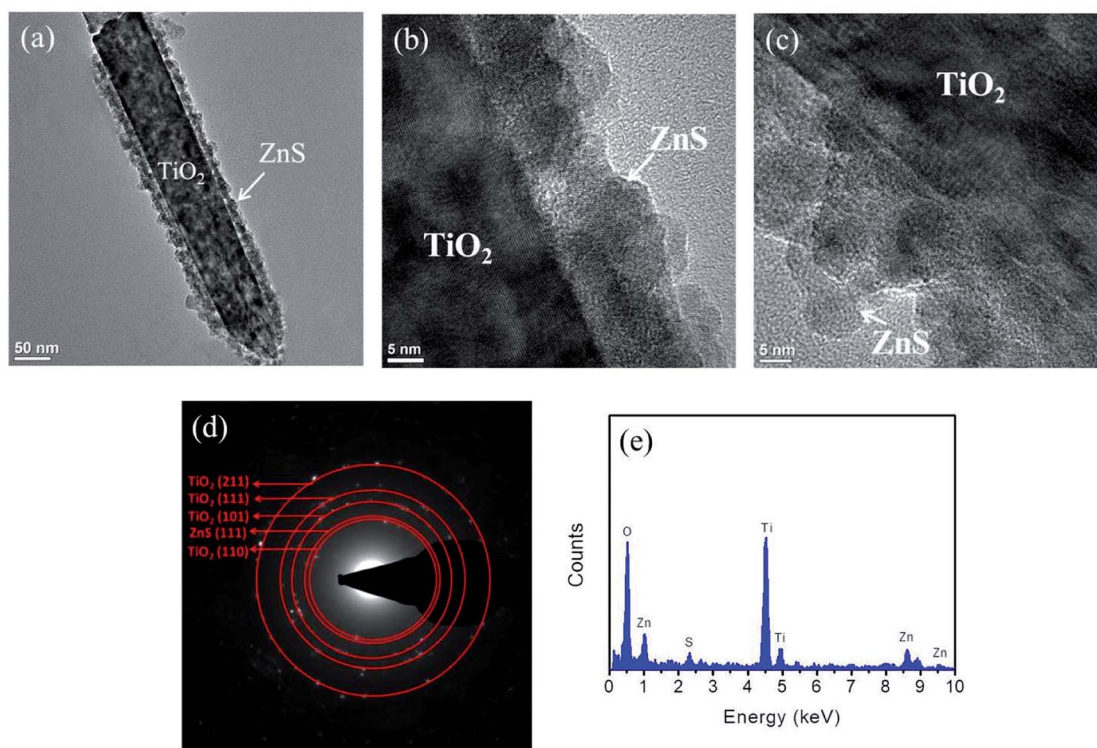 (a)
TiO₂
ZnS
50 nm
(b)
ZnS
TiO₂
5 nm
(c)
TiO₂
ZnS
5 nm
(d)
TiO₂ (211)
TiO₂ (111)
TiO₂ (101)
ZnS (111)
TiO₂ (110)
(e)
Counts
O
Zn
S
Ti
Ti
Zn
Zn
0 1 2 3 4 5 6 7 8 9 10
Energy (keV)